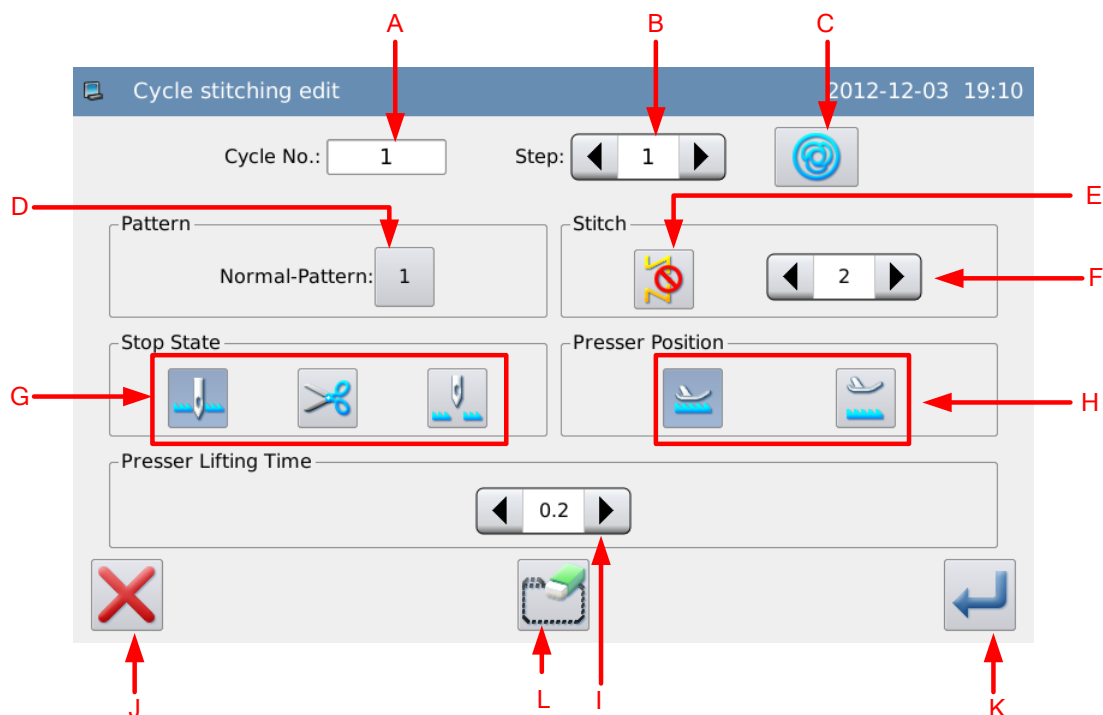 A B C
Cycle stitching edit 2012-12-03 19:10
Cycle No.: 1 Step: 1
D E
Pattern Stitch
Normal-Pattern: 1 2 F
Stop State Presser Position
G H
Presser Lifting Time
0.2
J L I K